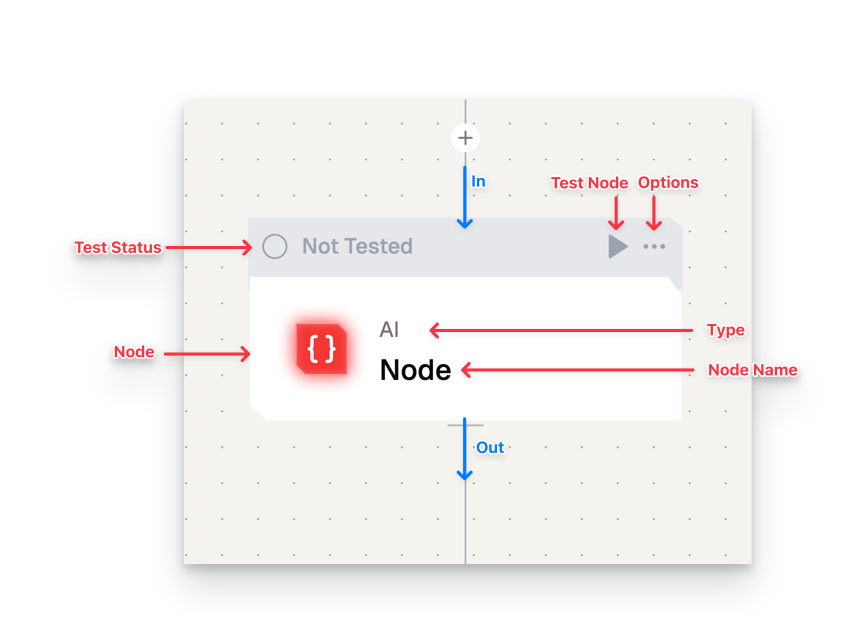 In
Test Node
Options
Test Status
Not Tested
AI
Type
Node
{ }
Node
Node Name
Out